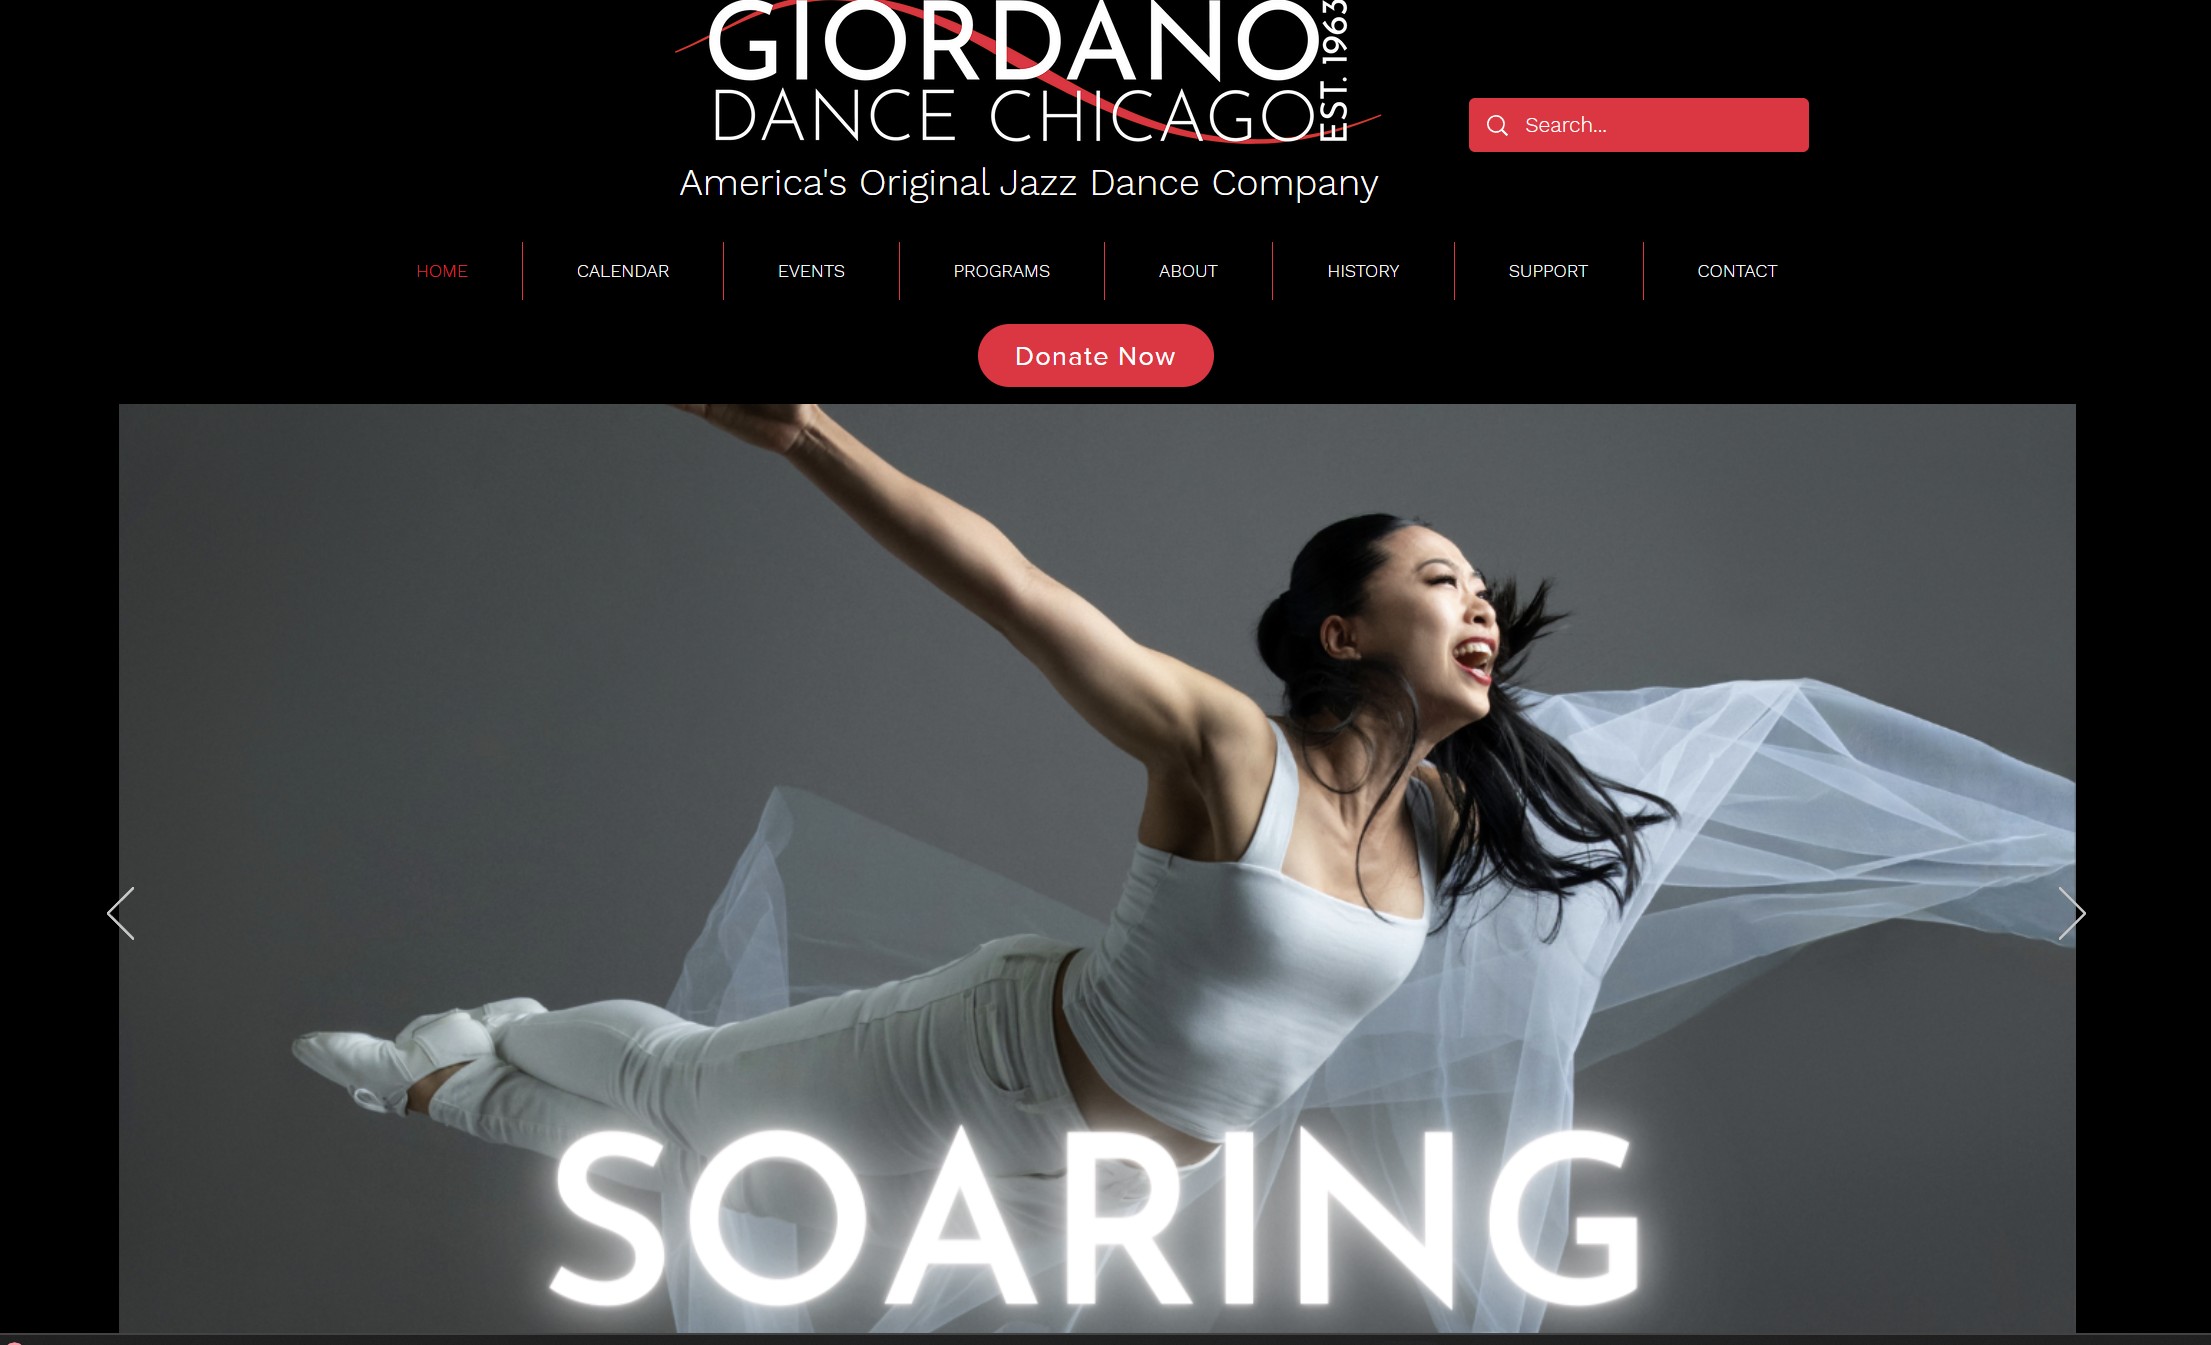 GIORDANO
DANCE CHICAGO
EST. 1963
America's Original Jazz Dance Company
Search...
HOME
CALENDAR
EVENTS
PROGRAMS
ABOUT
HISTORY
SUPPORT
CONTACT
Donate Now
SOARING